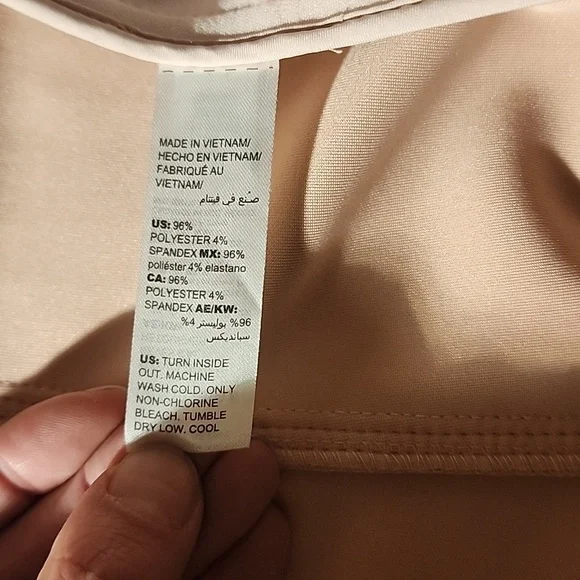 MADE IN VIETNAM/
HECHO EN VIETNAM/
FABRIQUÉ AU
VIETNAM/
صنع في فيتنام
US: 96%
POLYESTER 4%
SPANDEX MX: 96%
poliéster 4% elastano
CA: 96%
POLYESTER 4%
SPANDEX AE/KW:
96% بوليستر 4%
سبانديكس
US: TURN INSIDE
OUT. MACHINE
WASH COLD. ONLY
NON-CHLORINE
BLEACH. TUMBLE
DRY LOW. COOL